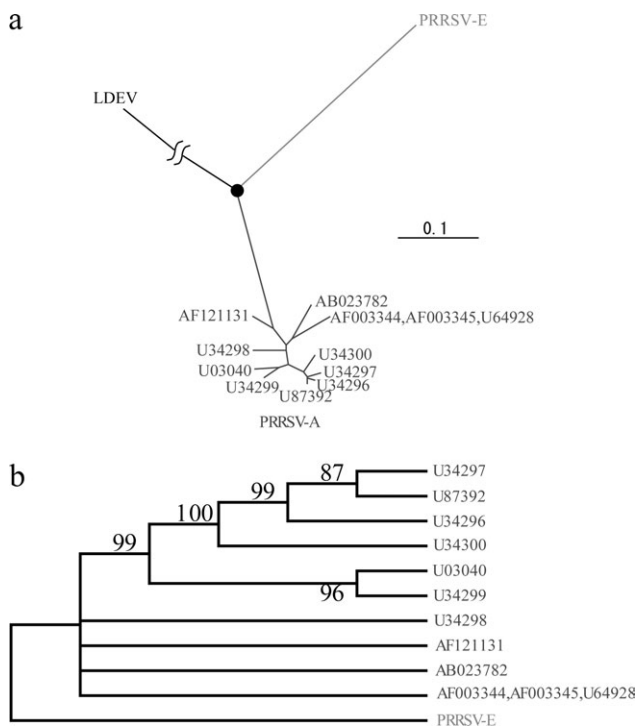 a
PRRSV-E
LDEV
0.1
AF121131
AB023782
AF003344,AF003345,U64928
U34298
U34300
U03040
U34297
U34299
U34296
U87392
PRRSV-A
b
87
U34297
99
U87392
100
U34296
99
U34300
U03040
96
U34299
U34298
AF121131
AB023782
AF003344,AF003345,U64928
PRRSV-E